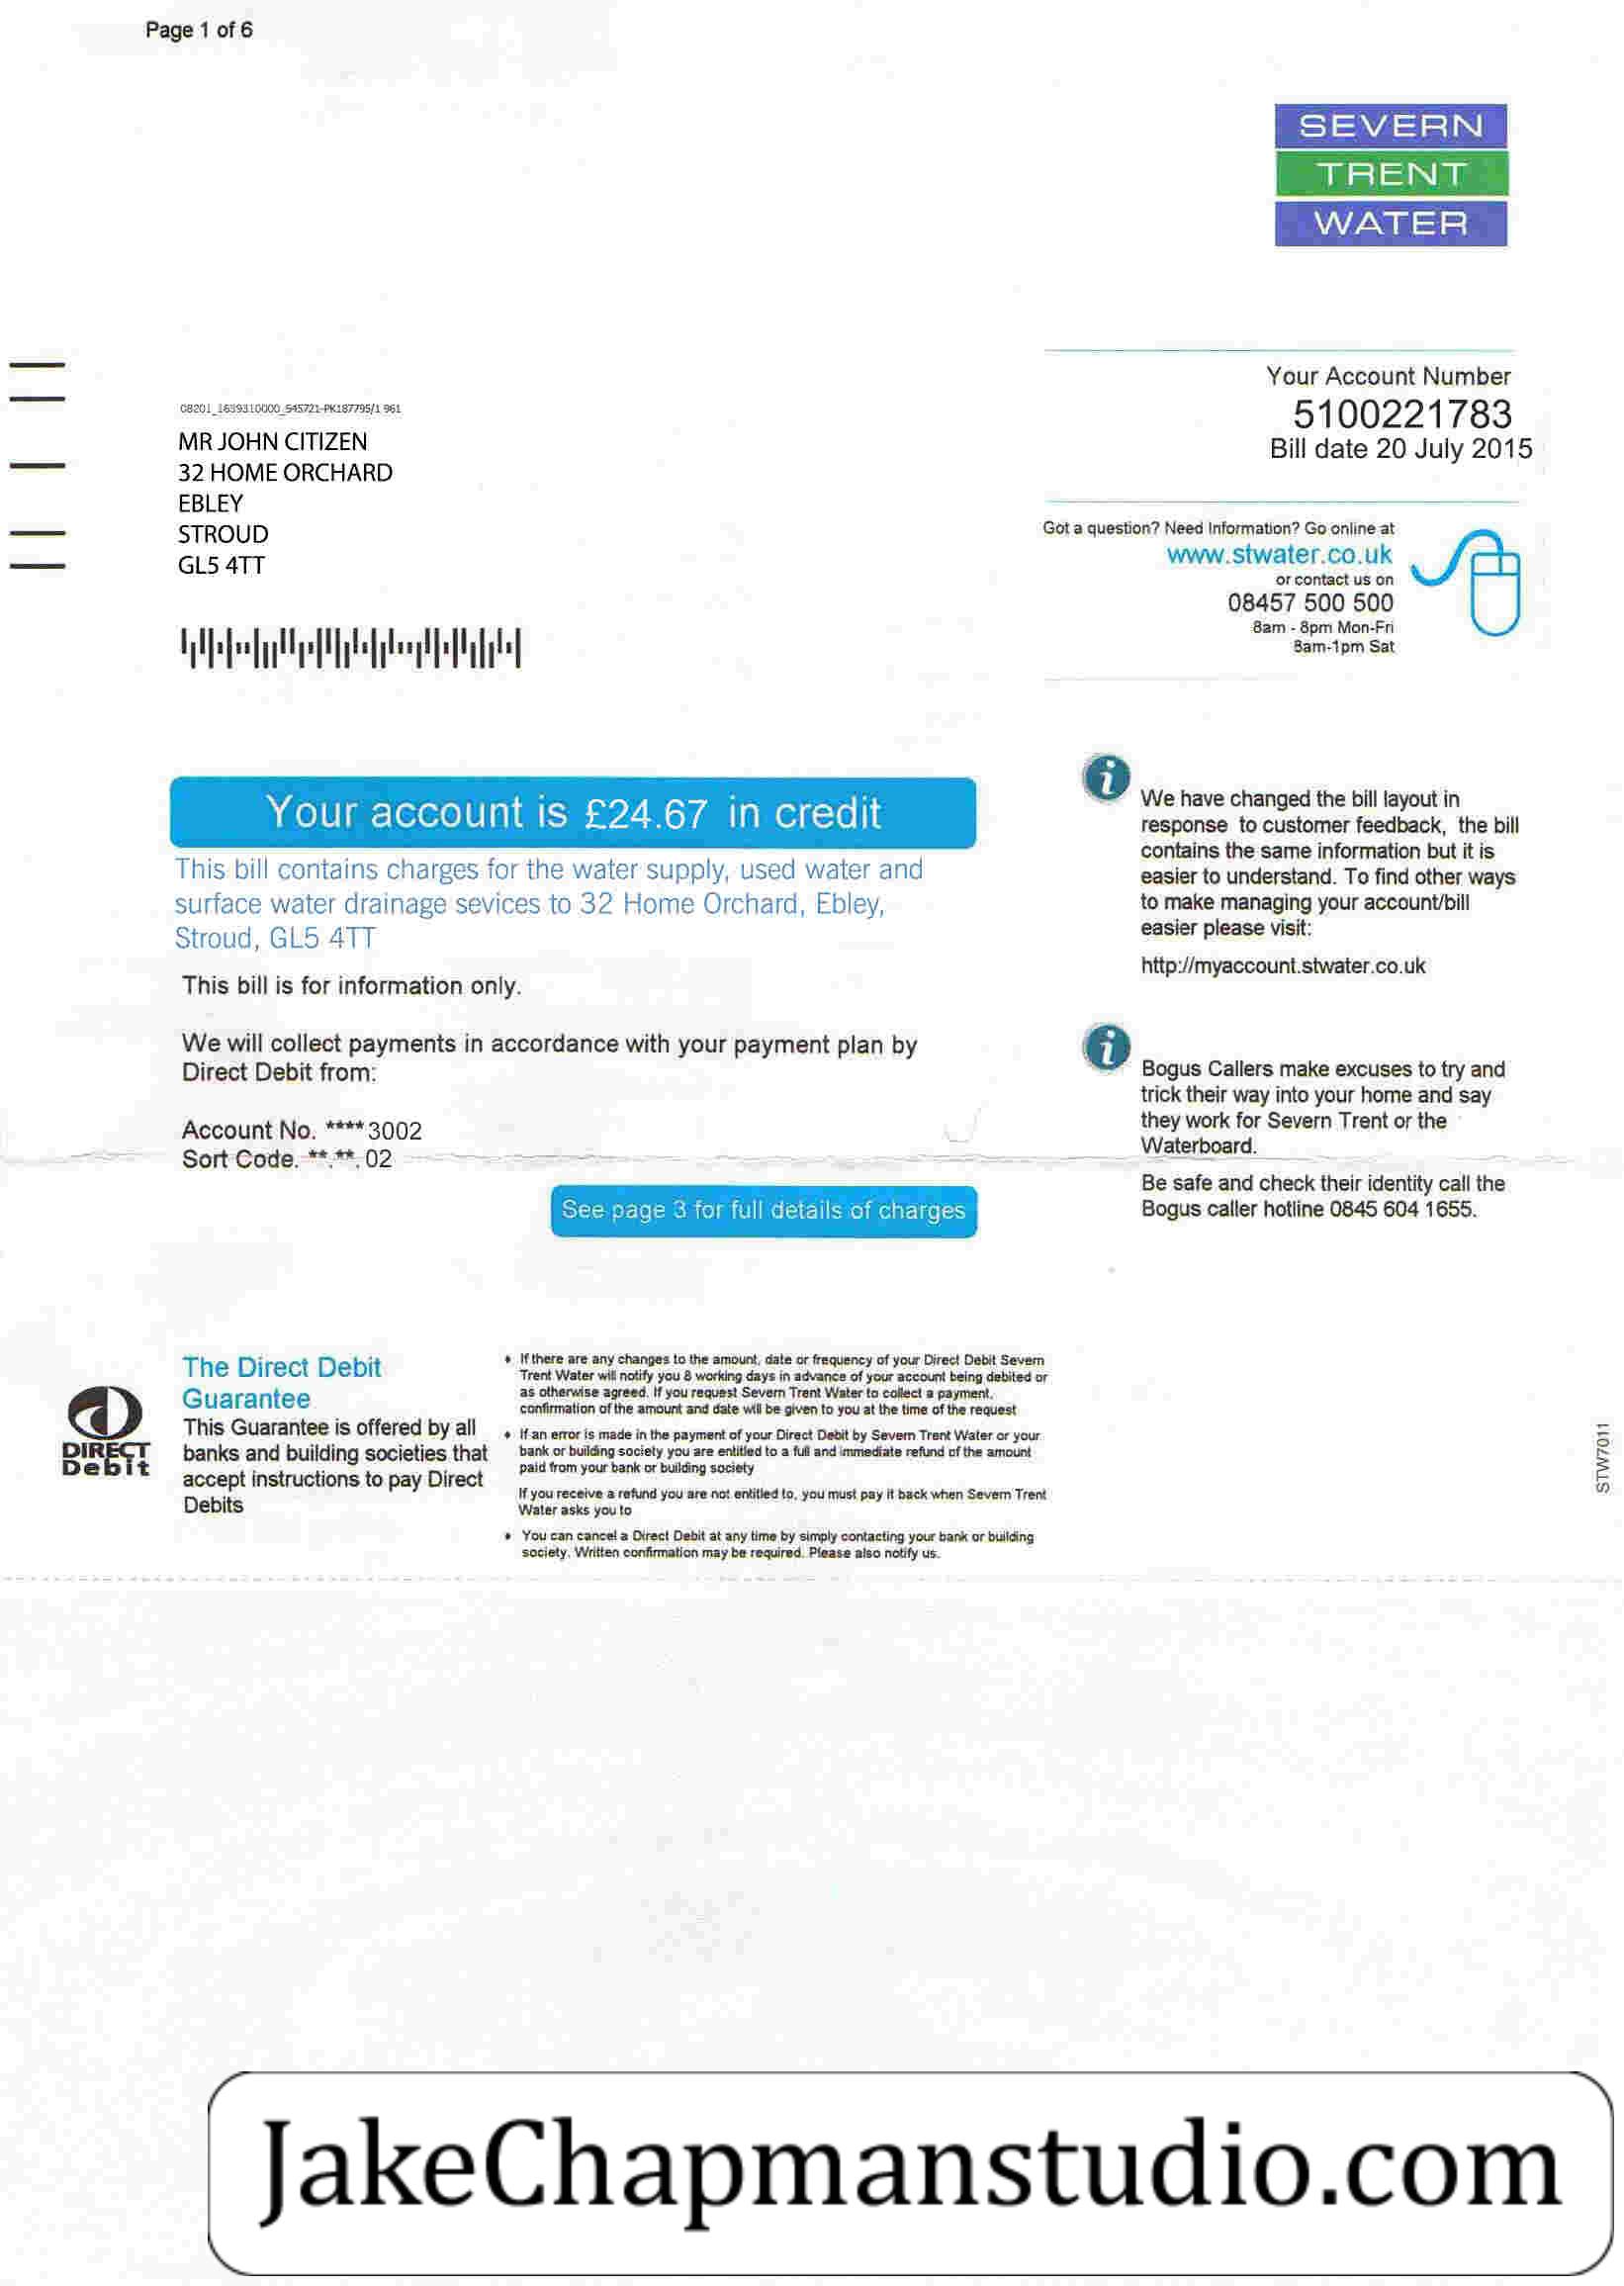 Page 1 of 6
SEVERN
TRENT
WATER
Your Account Number
5100221783
Bill date 20 July 2015
08201_1639310000_545721-PK187795/1 961
MR JOHN CITIZEN
32 HOME ORCHARD
EBLEY
STROUD
GL5 4TT
Got a question? Need Information? Go online at
www.stwater.co.uk
or contact us on
08457 500 500
8am - 8pm Mon-Fri
8am-1pm Sat
Your account is £24.67 in credit
This bill contains charges for the water supply, used water and
surface water drainage sevices to 32 Home Orchard, Ebley,
Stroud, GL5 4TT
This bill is for information only.
We will collect payments in accordance with your payment plan by
Direct Debit from:
Account No. ****3002
Sort Code. **.**. 02
See page 3 for full details of charges
i
We have changed the bill layout in
response to customer feedback, the bill
contains the same information but it is
easier to understand. To find other ways
to make managing your account/bill
easier please visit:
http://myaccount.stwater.co.uk
i
Bogus Callers make excuses to try and
trick their way into your home and say
they work for Severn Trent or the
Waterboard.
Be safe and check their identity call the
Bogus caller hotline 0845 604 1655.
DIRECT
Debit
The Direct Debit
Guarantee
This Guarantee is offered by all
banks and building societies that
accept instructions to pay Direct
Debits
• If there are any changes to the amount, date or frequency of your Direct Debit Severn
Trent Water will notify you 8 working days in advance of your account being debited or
as otherwise agreed. If you request Severn Trent Water to collect a payment,
confirmation of the amount and date will be given to you at the time of the request
• If an error is made in the payment of your Direct Debit by Severn Trent Water or your
bank or building society you are entitled to a full and immediate refund of the amount
paid from your bank or building society
If you receive a refund you are not entitled to, you must pay it back when Severn Trent
Water asks you to
• You can cancel a Direct Debit at any time by simply contacting your bank or building
society. Written confirmation may be required. Please also notify us.
STW7011
JakeChapmanstudio.com